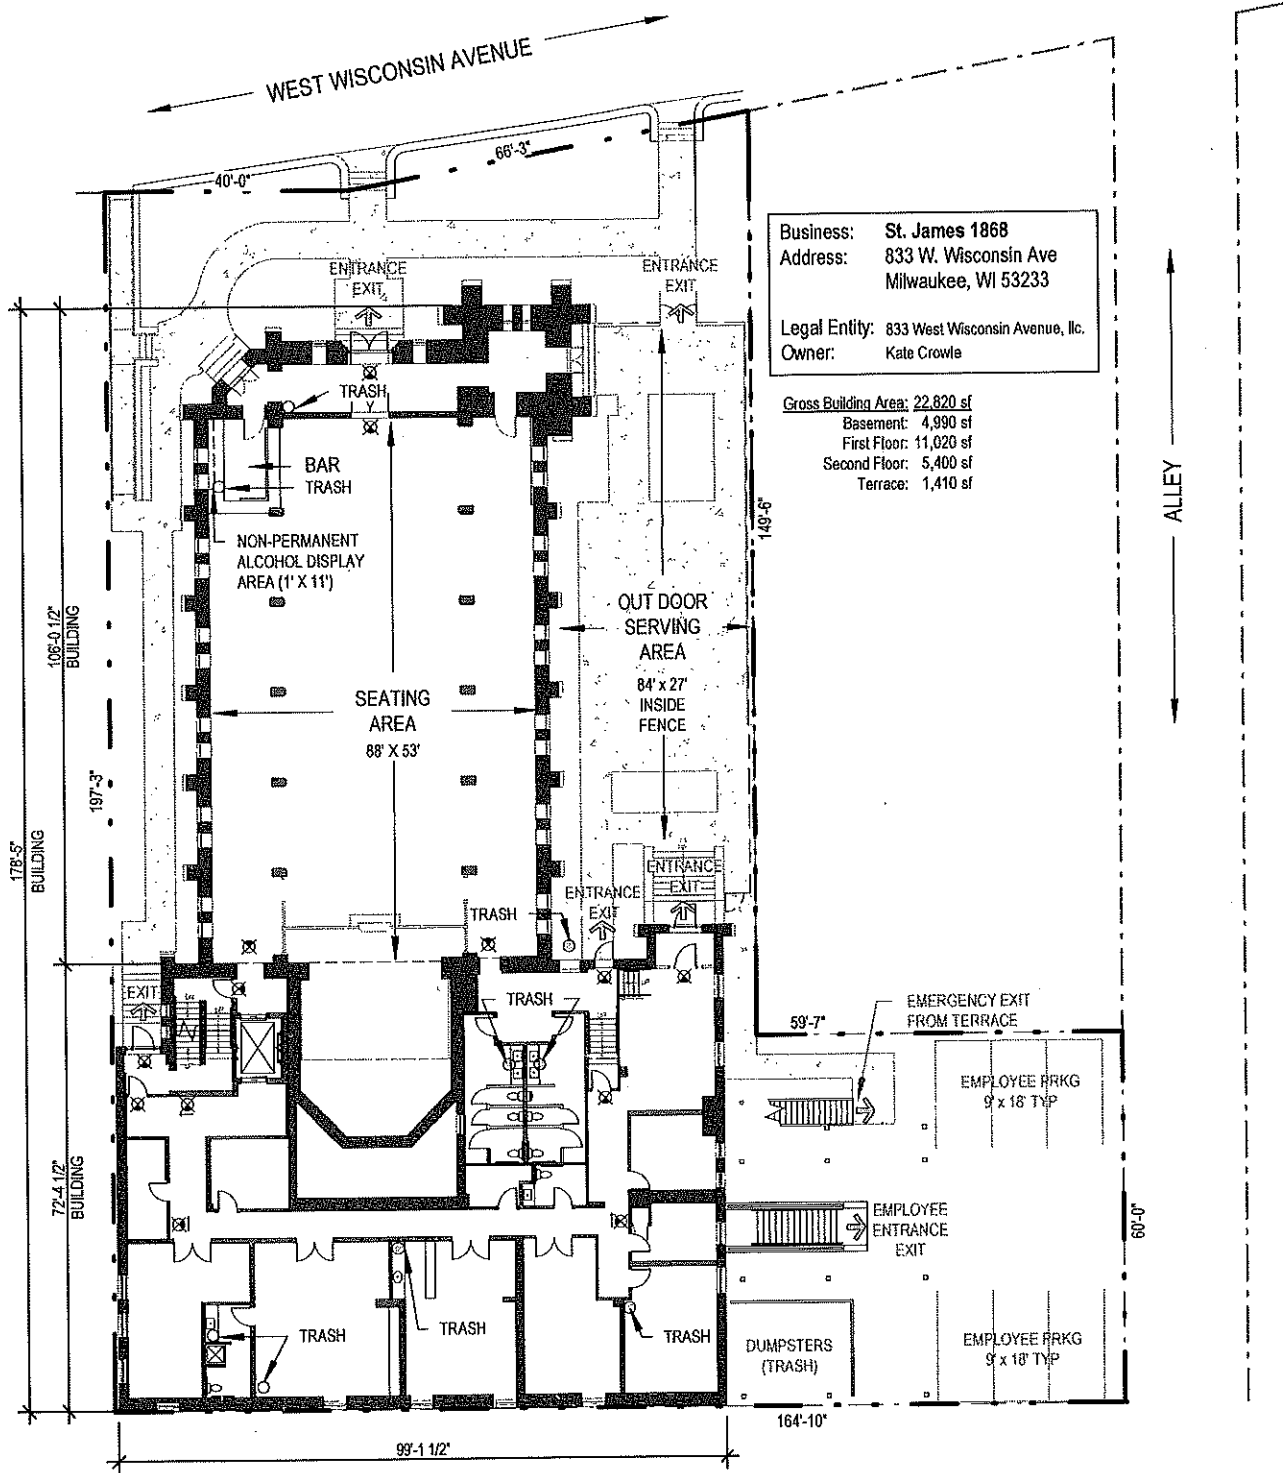 WEST WISCONSIN AVENUE
66'-3"
40'-0"
Business: St. James 1868
Address: 833 W. Wisconsin Ave
Milwaukee, WI 53233
Legal Entity: 833 West Wisconsin Avenue, llc.
Owner: Kate Crowle
ENTRANCE
EXIT
ENTRANCE
EXIT
Gross Building Area: 22,820 sf
Basement: 4,990 sf
First Floor: 11,020 sf
Second Floor: 5,400 sf
Terrace: 1,410 sf
TRASH
BAR
TRASH
NON-PERMANENT
ALCOHOL DISPLAY
AREA (1' X 11')
ALLEY
149'-6"
OUT DOOR
SERVING
AREA
84' x 27'
INSIDE
FENCE
106'-0 1/2"
BUILDING
SEATING
AREA
88' X 53'
197'-3"
178'-5"
BUILDING
ENTRANCE
EXIT
ENTRANCE
EXIT
TRASH
EXIT
TRASH
EMERGENCY EXIT
FROM TERRACE
59'-7"
EMPLOYEE PRKG
9' x 18' TYP
72'-4 1/2"
BUILDING
EMPLOYEE
ENTRANCE
EXIT
60'-0"
TRASH
TRASH
TRASH
DUMPSTERS
(TRASH)
EMPLOYEE PRKG
9' x 18' TYP
164'-10"
99'-1 1/2"